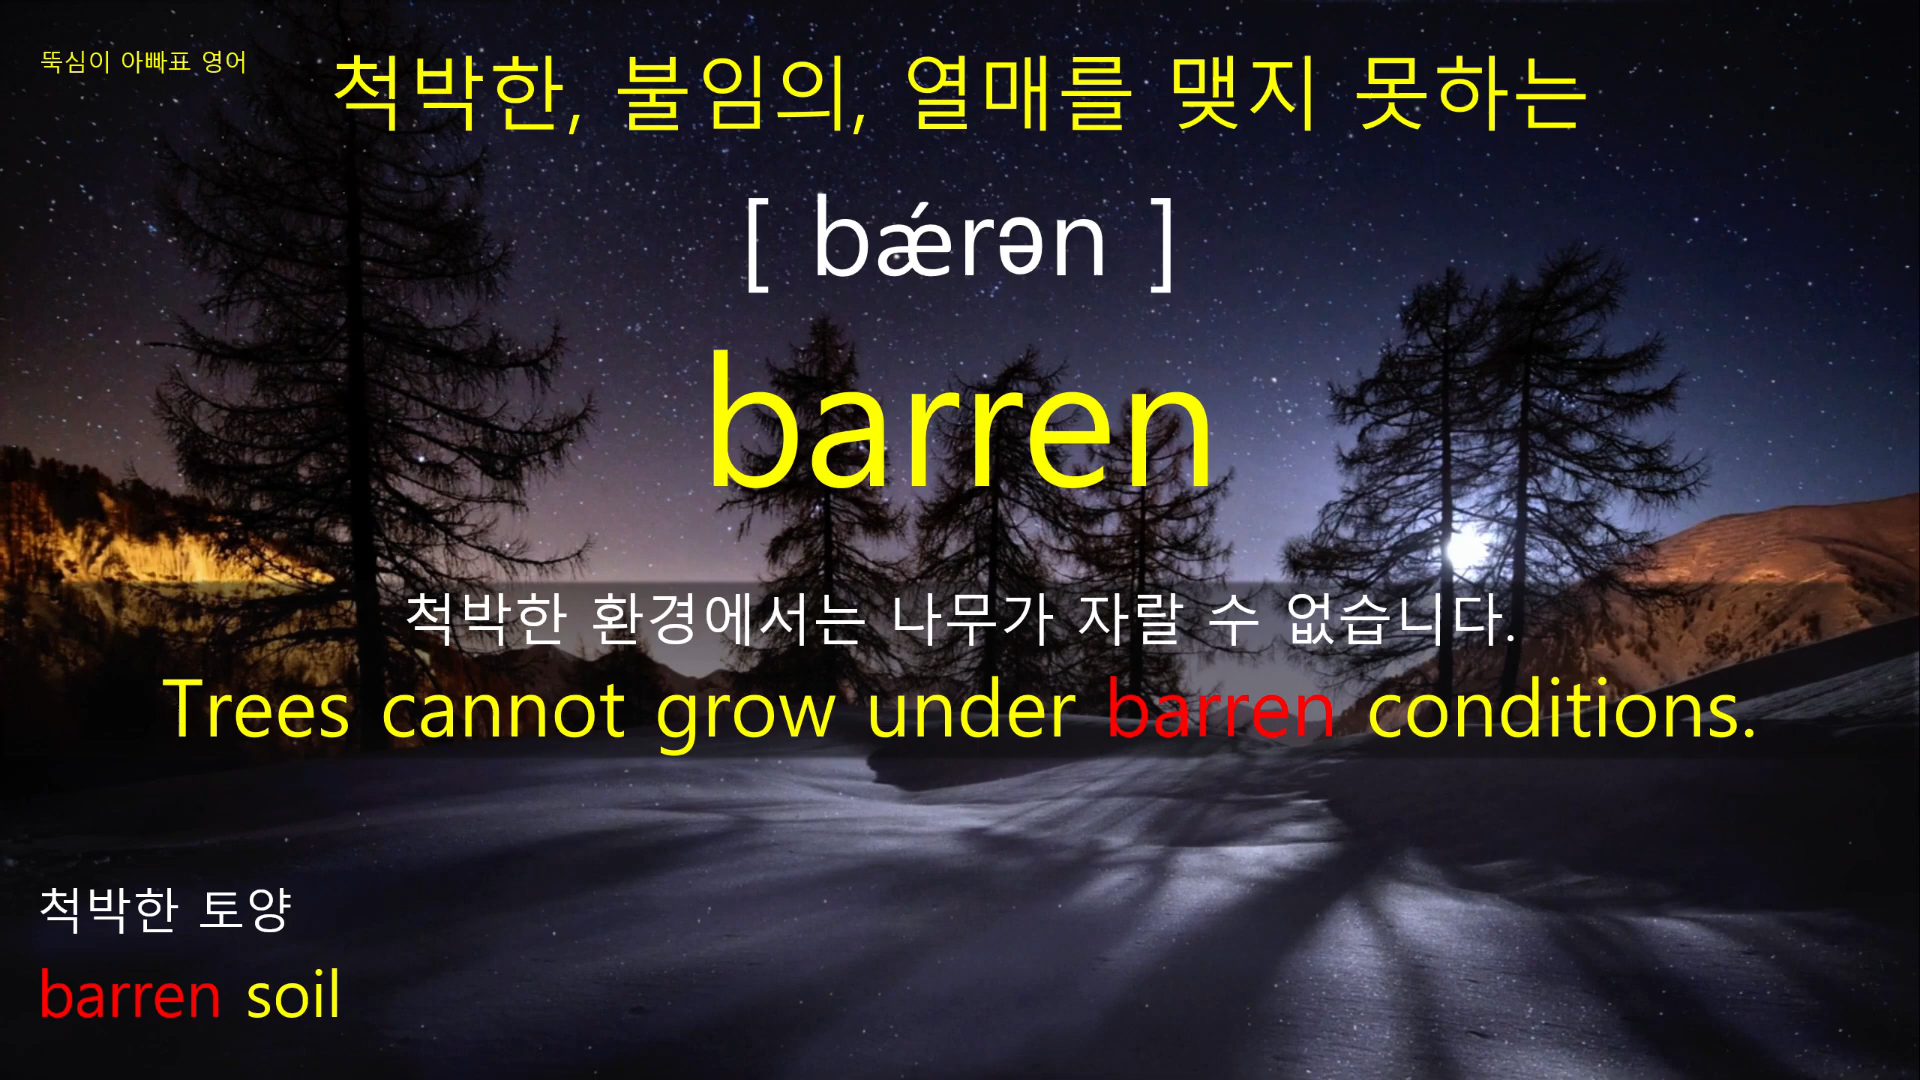 뚝심이 아빠표 영어
척박한, 불임의, 열매를 맺지 못하는
[ bǽrən ]
barren
척박한 환경에서는 나무가 자랄 수 없습니다.
Trees cannot grow under barren conditions.
척박한 토양
barren soil